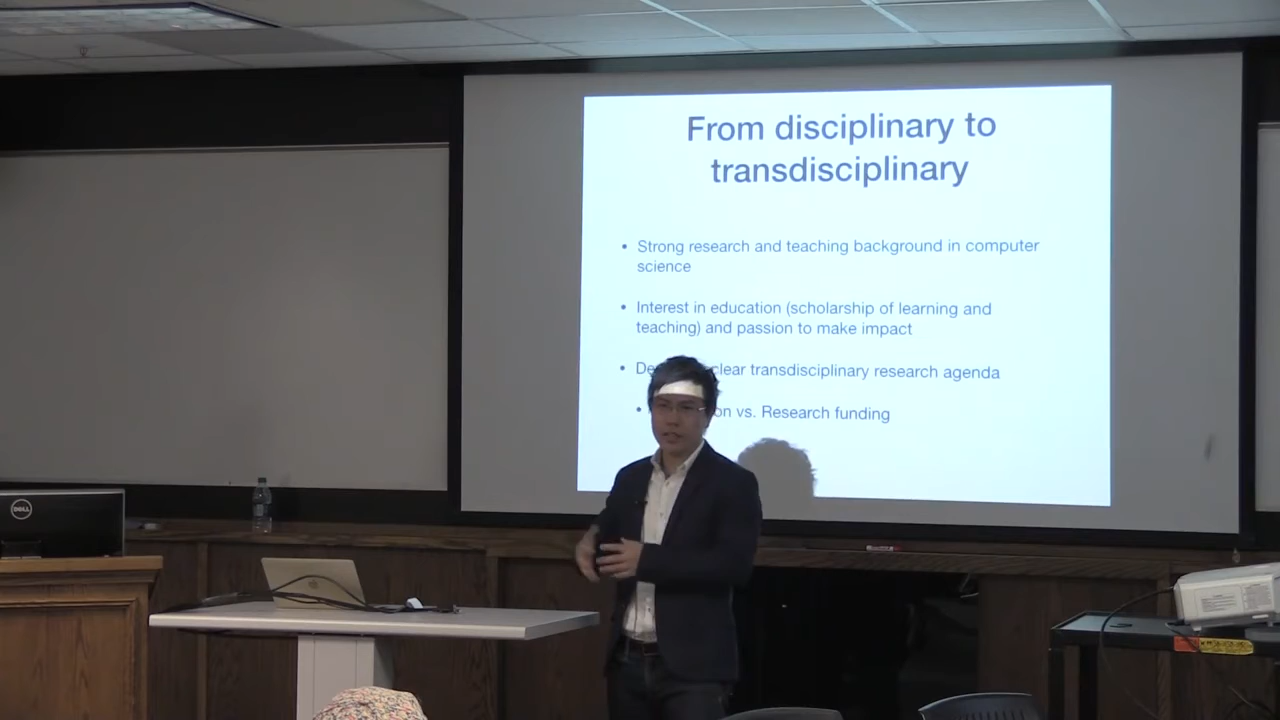 From disciplinary to
transdisciplinary
• Strong research and teaching background in computer
science
• Interest in education (scholarship of learning and
teaching) and passion to make impact
• clear transdisciplinary research agenda
• vs. Research funding
DELL